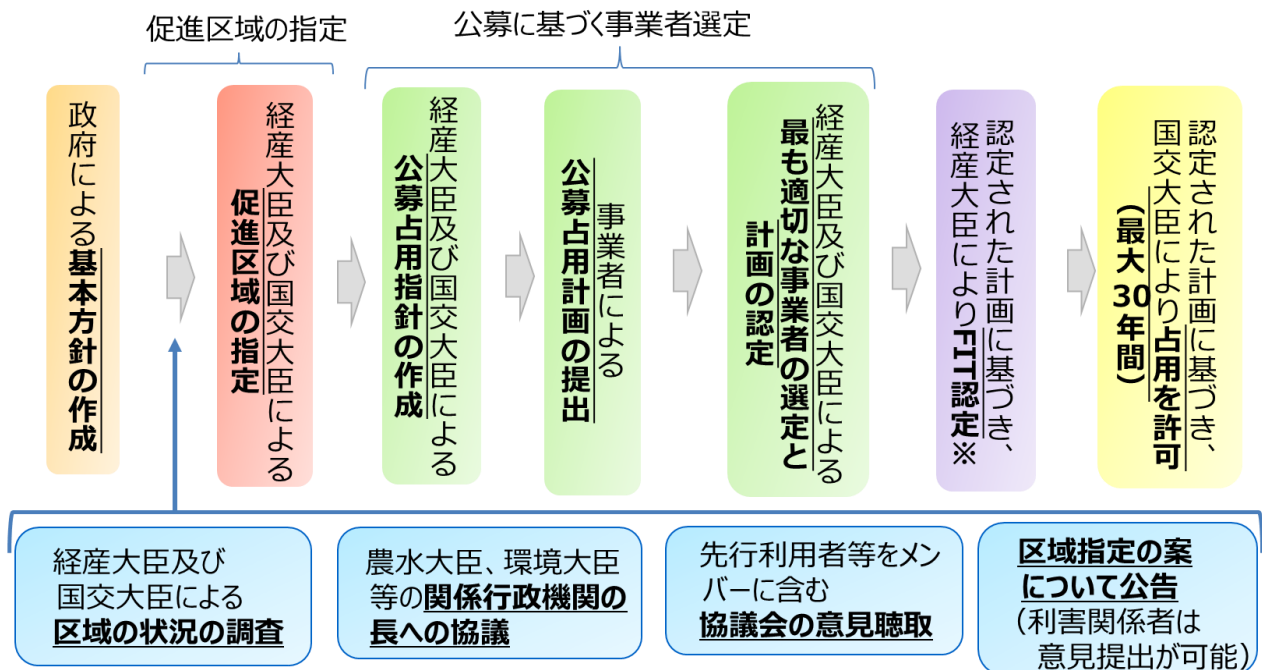 促進区域の指定
公募に基づく事業者選定
政府による基本方針の作成
経産大臣及び国交大臣による
促進区域の指定
経産大臣及び国交大臣による
公募占用指針の作成
事業者による
公募占用計画の提出
経産大臣及び国交大臣による
最も適切な事業者の選定と
計画の認定
認定された計画に基づき、
経産大臣によりFIT認定※
認定された計画に基づき、
国交大臣により占用を許可
(最大30年間)
経産大臣及び
国交大臣による
区域の状況の調査
農水大臣、環境大臣
等の関係行政機関の
長への協議
先行利用者等をメン
バーに含む
協議会の意見聴取
区域指定の案
について公告
(利害関係者は
意見提出が可能)